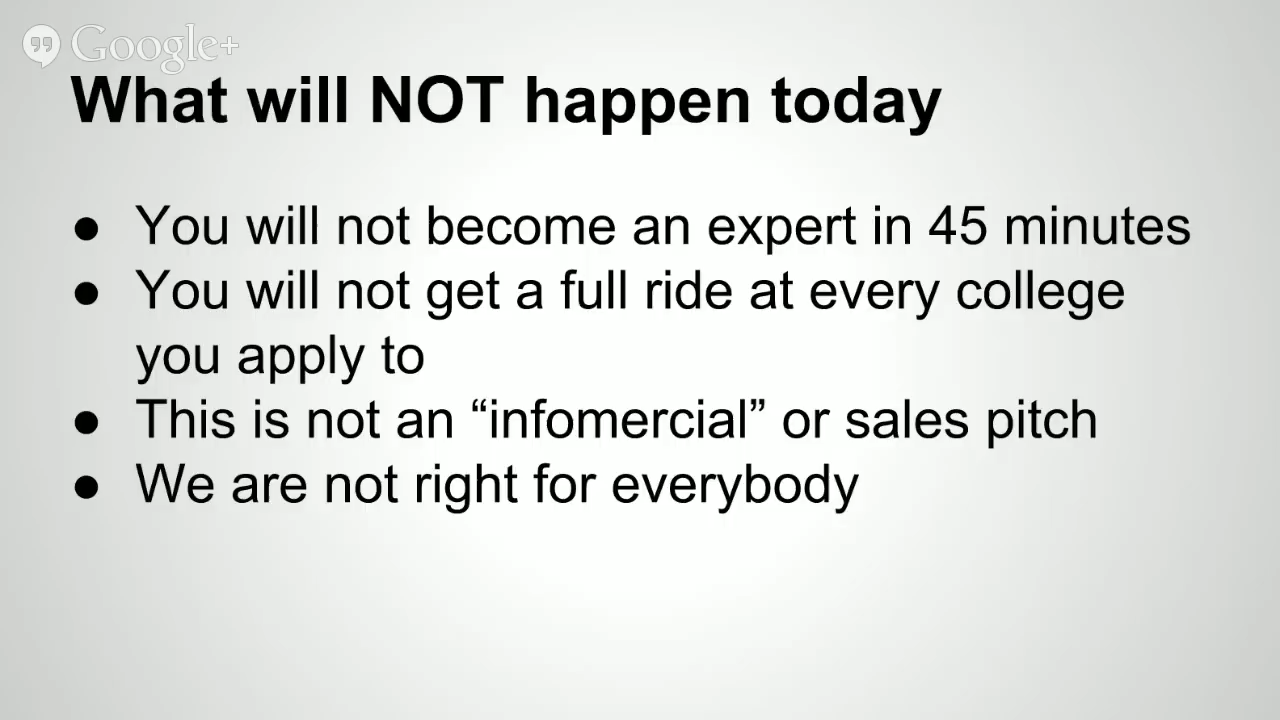 Google+
What will NOT happen today
● You will not become an expert in 45 minutes
● You will not get a full ride at every college
you apply to
● This is not an “infomercial” or sales pitch
● We are not right for everybody